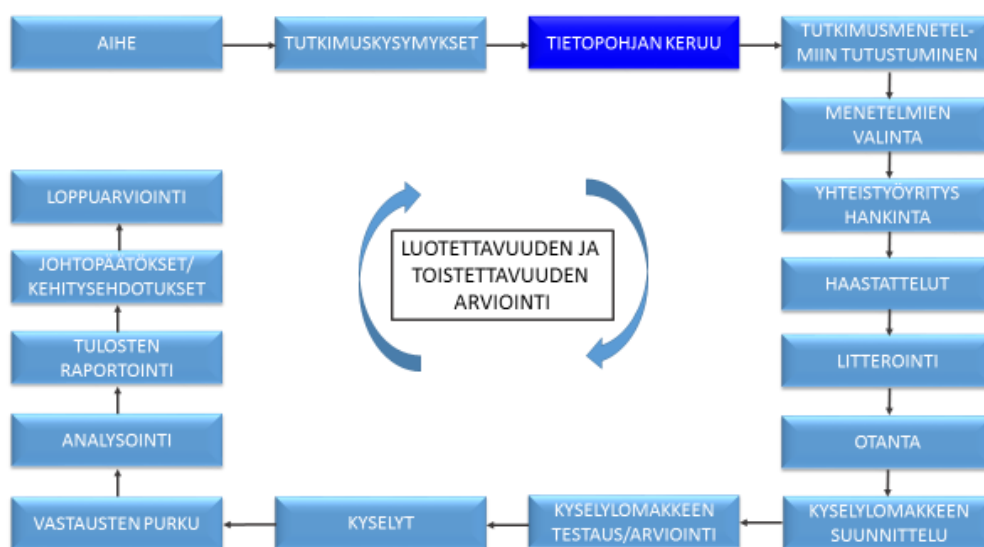 AIHE
TUTKIMUSKYSYMYKSET
TIETOPOHJAN KERUU
TUTKIMUSMENETEL-
MIIN TUTUSTUMINEN
MENETELMIEN
VALINTA
YHTEISTYÖYRITYS
HANKINTA
HAASTATTELUT
LITTEROINTI
OTANTA
KYSELYLOMAKKEEN
SUUNNITTELU
KYSELYLOMAKKEEN
TESTAUS/ARVIOINTI
KYSELYT
VASTAUSTEN PURKU
ANALYSOINTI
TULOSTEN
RAPORTOINTI
JOHTOPÄÄTÖKSET/
KEHITYSEHDOTUKSET
LOPPUARVIOINTI
LUOTETTAVUUDEN JA
TOISTETTAVUUDEN
ARVIOINTI